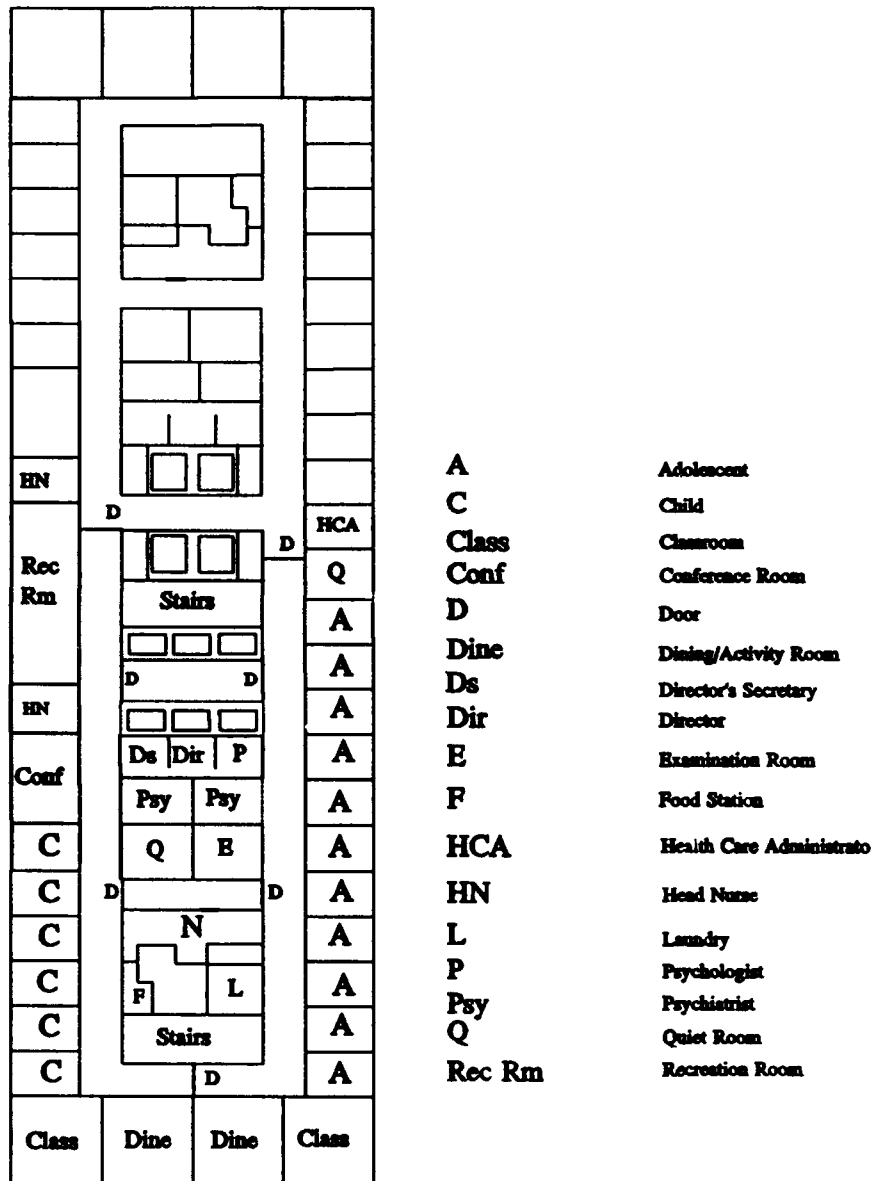 HN
D
HCA
D
Rec
Rm
Q
Stairs
A
A
D D
HN
A
Ds Dir P
A
Conf
Psy Psy
A
C Q E A
C D D A
C N A
C F L A
C Stairs A
C D A
Class Dine Dine Class
A Adolescent
C Child
Class Classroom
Conf Conference Room
D Door
Dine Dining/Activity Room
Ds Director's Secretary
Dir Director
E Examination Room
F Food Station
HCA Health Care Administrato
HN Head Nurse
L Laundry
P Psychologist
Psy Psychiatrist
Q Quiet Room
Rec Rm Recreation Room